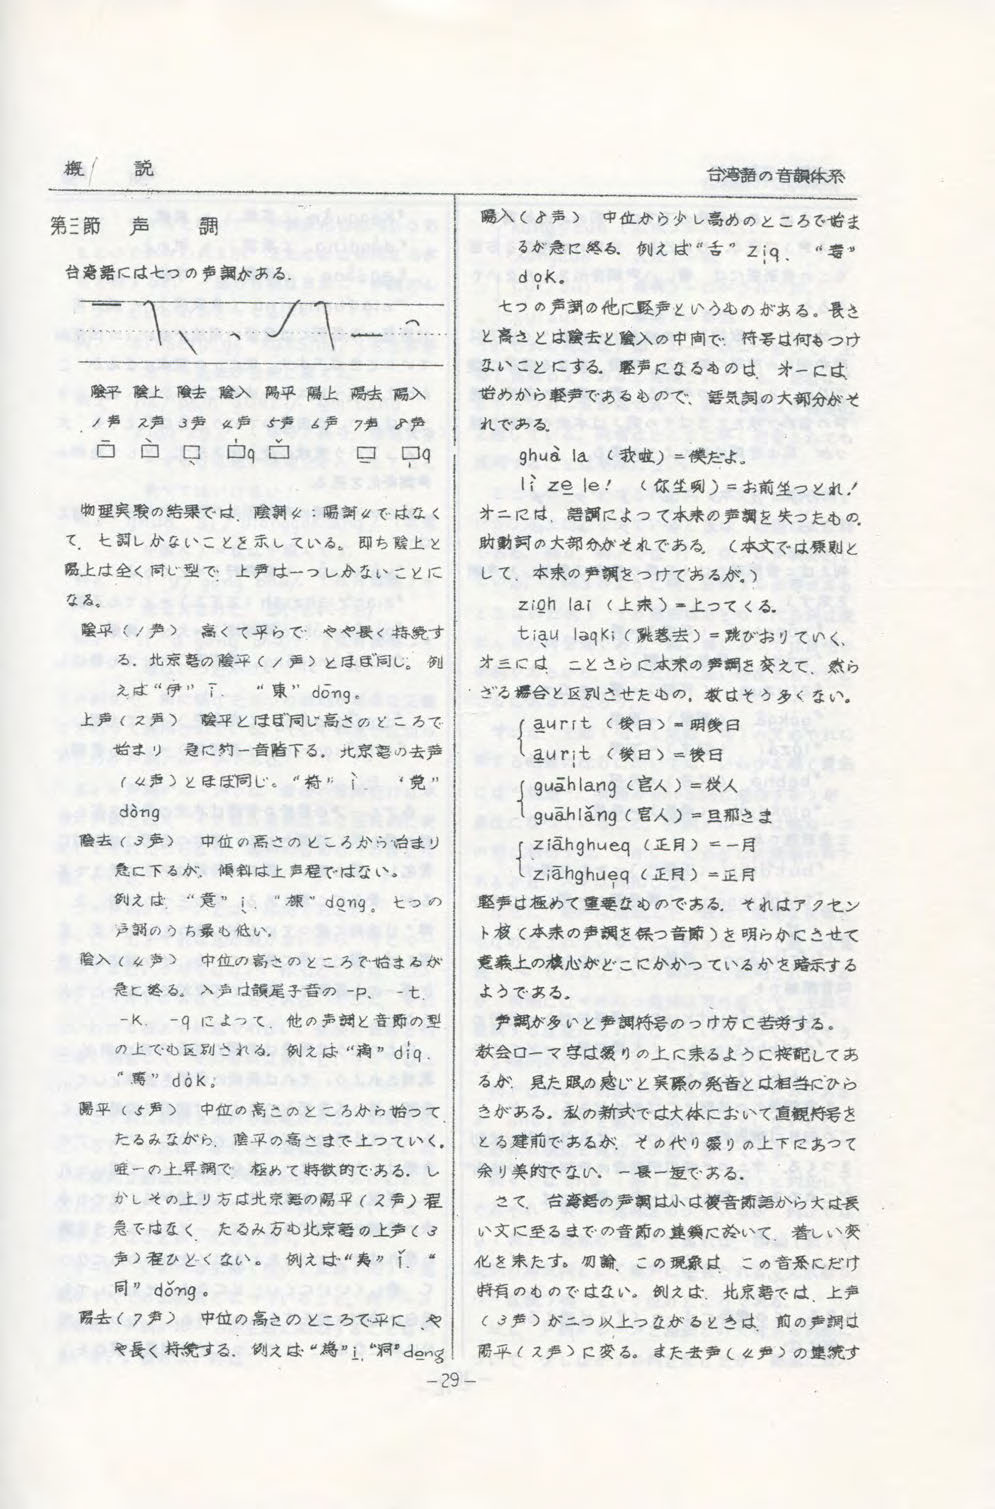 概 説
台湾語の音韻体系
第三節 声 調
台湾語には七つの声調がある.
陰平 陰上 陰去 陰入 陽平 陽上 陽去 陽入
1声 2声 3声 4声 5声 6声 7声 8声
物理実験の結果では、陰調4：陽調4ではなく
て、七調しかないことを示している。即ち陰上と
陽上は全く同じ型で、上声は一つしかないことに
なる。
陰平(1声) 高くて平らで、やや長く持続す
る. 北京語の陰平(1声)とほぼ同じ。例
えば“伊” ī. “東” dōng。
上声(2声) 陰平とほぼ同じ高さのところで
始まり 急に約一音階下る. 北京語の去声
(4声)とほぼ同じ。“椅” ì. “党”
dòng
陰去(3声) 中位の高さのところから始まり
急に下るが、傾斜は上声程ではない。
例えば “意” i̖. “棟” do̖ng。七つの
声調のうち最も低い.
陰入(4声) 中位の高さのところで始まるが
急に終る。入声は韻尾子音の -p、-t、
-k、-q によって、他の声調と音節の型
の上でも区別される. 例えば“滴” di̍q.
“篤” do̍k。
陽平(5声) 中位の高さのところから始って
たるみながら、陰平の高さまで上っていく.
唯一の上昇調で、極めて特徴的である. し
かしその上り方は北京語の陽平(2声)程
急ではなく、たるみ方も北京語の上声(3
声)程ひどくない。例えば“夷” ǐ. “
同” dǒng。
陽去(7声) 中位の高さのところで平に、や
や長く持続する. 例えば“為” i̱. “洞” do̱ng
陽入(8声) 中位から少し高めのところで始ま
るが急に終る. 例えば“舌” zi̩q. “毒”
do̩k。
七つの声調の他に軽声というものがある。長さ
と高さとは陰去と陰入の中間で、符号は何もつけ
ないことにする. 軽声になるものは、オ一には、
始めから軽声であるもので、語気詞の大部分がそ
れである.
ghuà la (我啦)=僕だよ。
lì ze̱ le! (你坐咧)=お前坐っとれ!
オ二には、語調によって本来の声調を失ったもの.
助動詞の大部分がそれである. (本文では原則と
して、本来の声調をつけてあるが。)
zio̱h lai (上来)=上ってくる.
tia̖u la̩qki (跳落去)=跳びおりていく、
オ三には、ことさらに本来の声調を変えて、然ら
ざる場合と区別させたもの. 数はそう多くない。
a̱urit (後日)=明後日
a̱uri̩t (後日)=後日
guāhlang (官人)=役人
guāhlǎng (官人)=旦那さま
ziāhghueq (正月)=一月
ziāhghue̩q (正月)=正月
軽声は極めて重要なものである. それはアクセン
ト核(本来の声調を保つ音節)を明らかにさせて
意義上の核心がどこにかかっているかを暗示する
ようである.
声調が多いと声調符号のつけ方に苦労する。
教会ローマ字は綴りの上に来るように按配してあ
るが、見た眼の感じと実際の発音とは相当にひら
きがある. 私の新式では大体において直観符号を
とる建前であるが、その代り綴りの上下にあって
余り美的でない. 一長一短である.
さて、台湾語の声調は小は複音節語から大は長
い文に至るまでの音節の連鎖に於いて、著しい変
化を来たす。勿論、この現象は、この音系にだけ
特有のものではない。例えば、北京語では、上声
(3声)が二つ以上つながるときは、前の声調は
陽平(2声)に変る。また去声(4声)の連続す
-29-